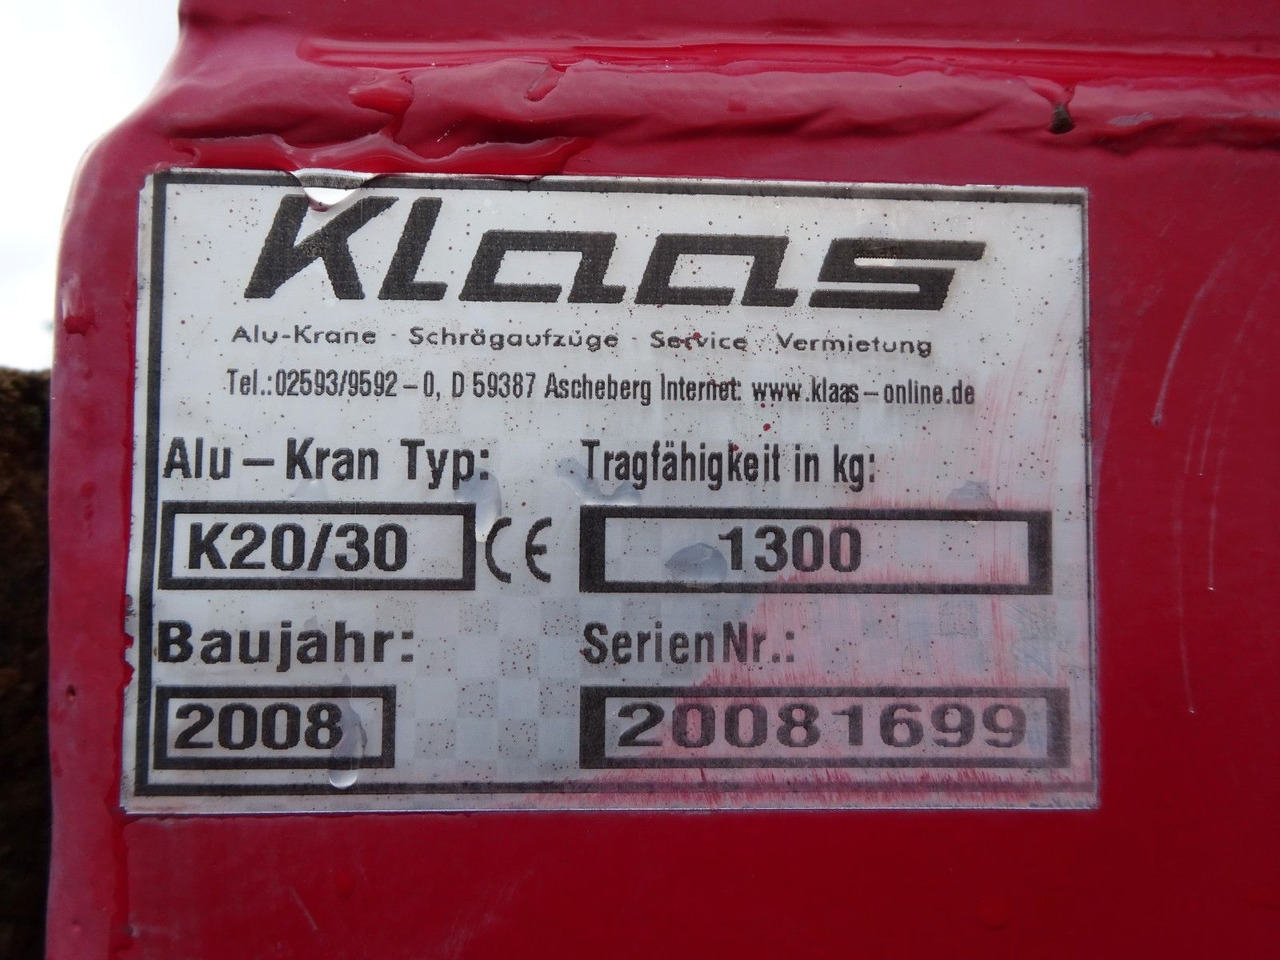 Klaas
Alu-Krane · Schrägaufzüge · Service · Vermietung
Tel.:02593/9592-0, D 59387 Ascheberg Internet: www.klaas-online.de
Alu-Kran Typ: Tragfähigkeit in kg:
K20/30 CE 1300
Baujahr: SerienNr.:
2008 20081699